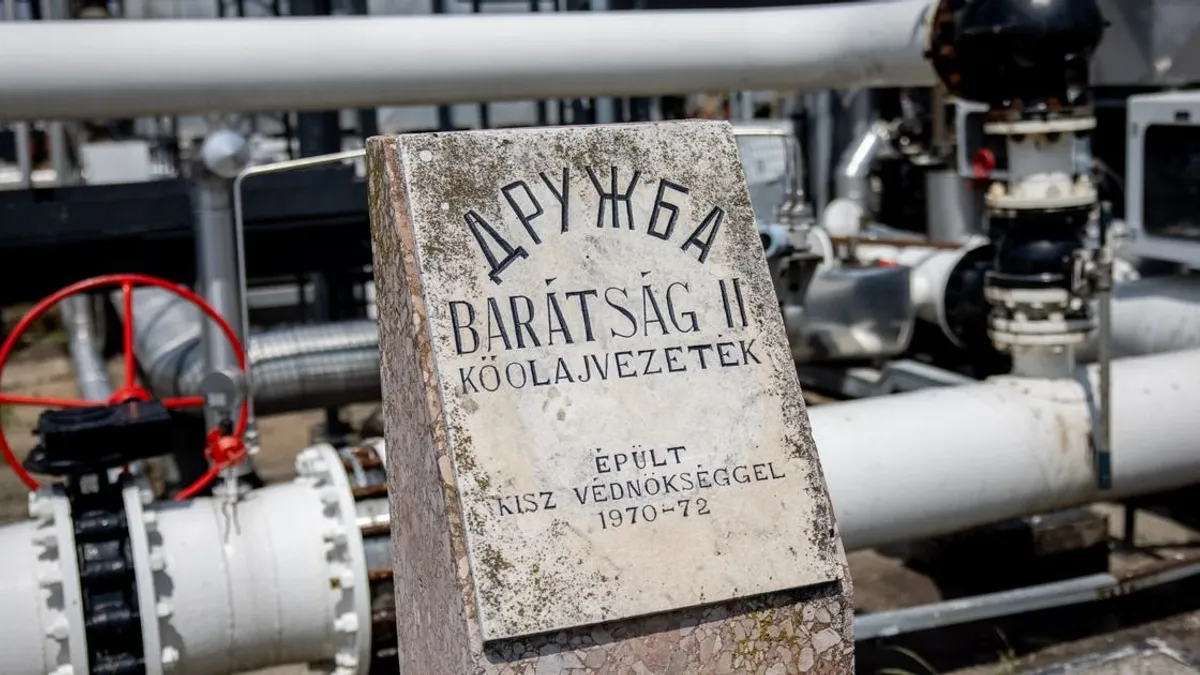 ДРУЖБА
BARÁTSÁG II
KŐOLAJVEZETÉK
ÉPÜLT
KISZ VÉDNÖKSÉGGEL
1970-72